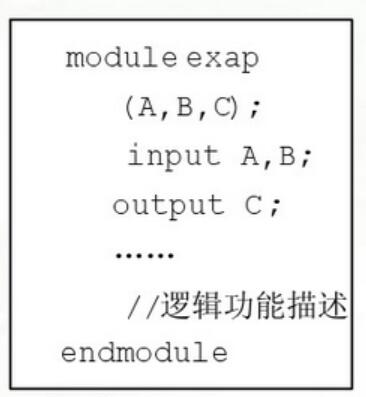 module exap
(A,B,C);
input A,B;
output C;
……
//逻辑功能描述
endmodule